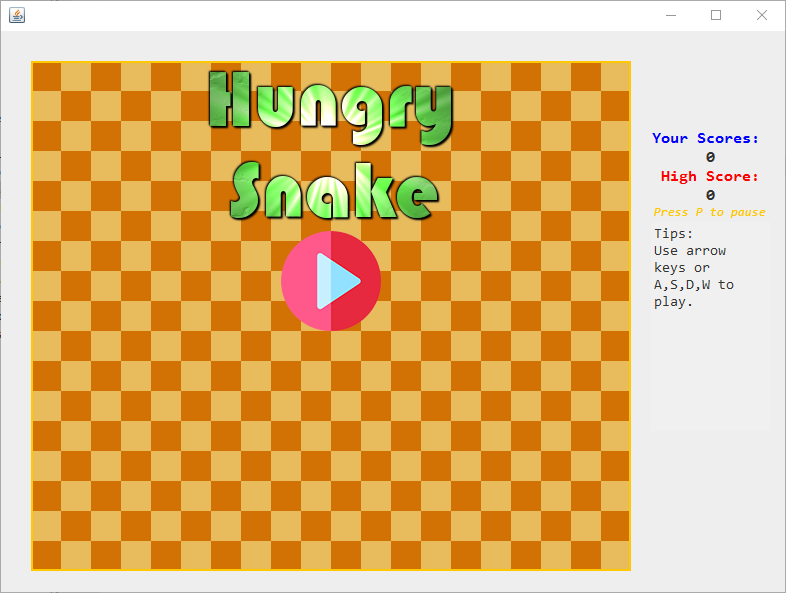 Hungry
Snake
Your Scores:
0
High Score:
0
Press P to pause
Tips:
Use arrow
keys or
A,S,D,W to
play.